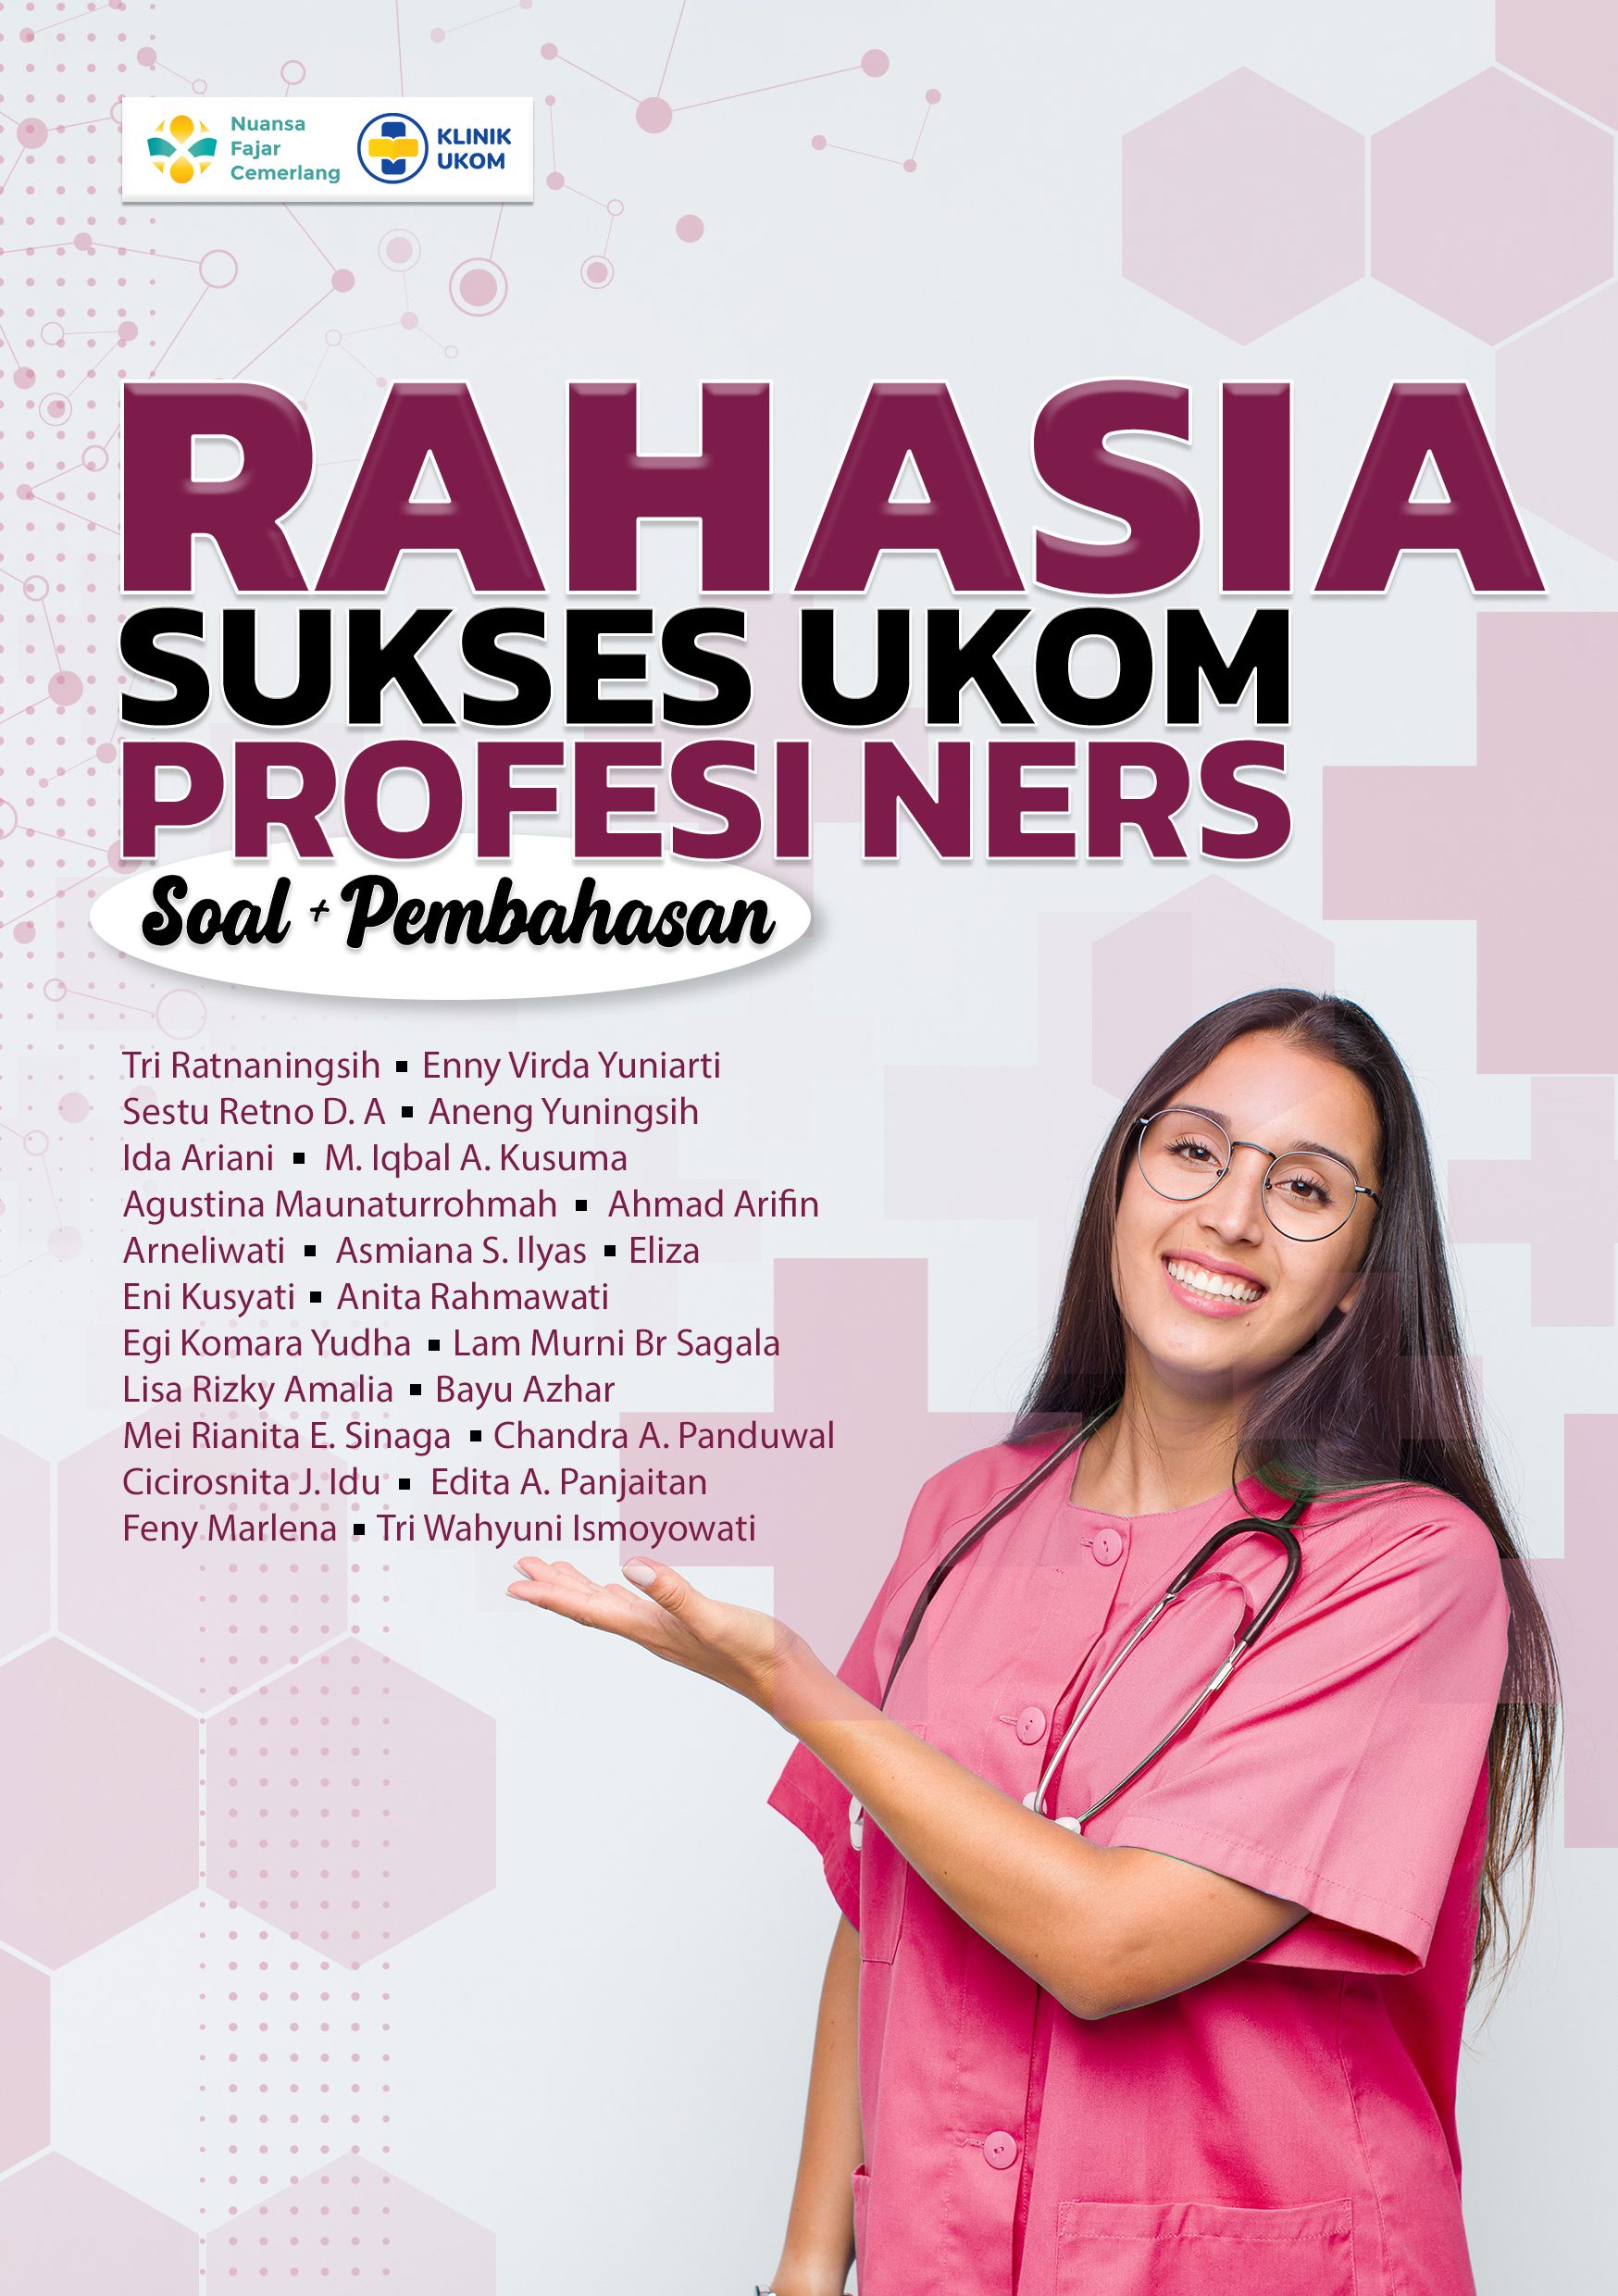 Nuansa
Fajar
Cemerlang
KLINIK
UKOM
RAHASIA
SUKSES UKOM
PROFESI NERS
Soal + Pembahasan
Tri Ratnaningsih ▪ Enny Virda Yuniarti
Sestu Retno D. A ▪ Aneng Yuningsih
Ida Ariani ▪ M. Iqbal A. Kusuma
Agustina Maunaturrohmah ▪ Ahmad Arifin
Arneliwati ▪ Asmiana S. Ilyas ▪ Eliza
Eni Kusyati ▪ Anita Rahmawati
Egi Komara Yudha ▪ Lam Murni Br Sagala
Lisa Rizky Amalia ▪ Bayu Azhar
Mei Rianita E. Sinaga ▪ Chandra A. Panduwal
Cicirosnita J. Idu ▪ Edita A. Panjaitan
Feny Marlena ▪ Tri Wahyuni Ismoyowati